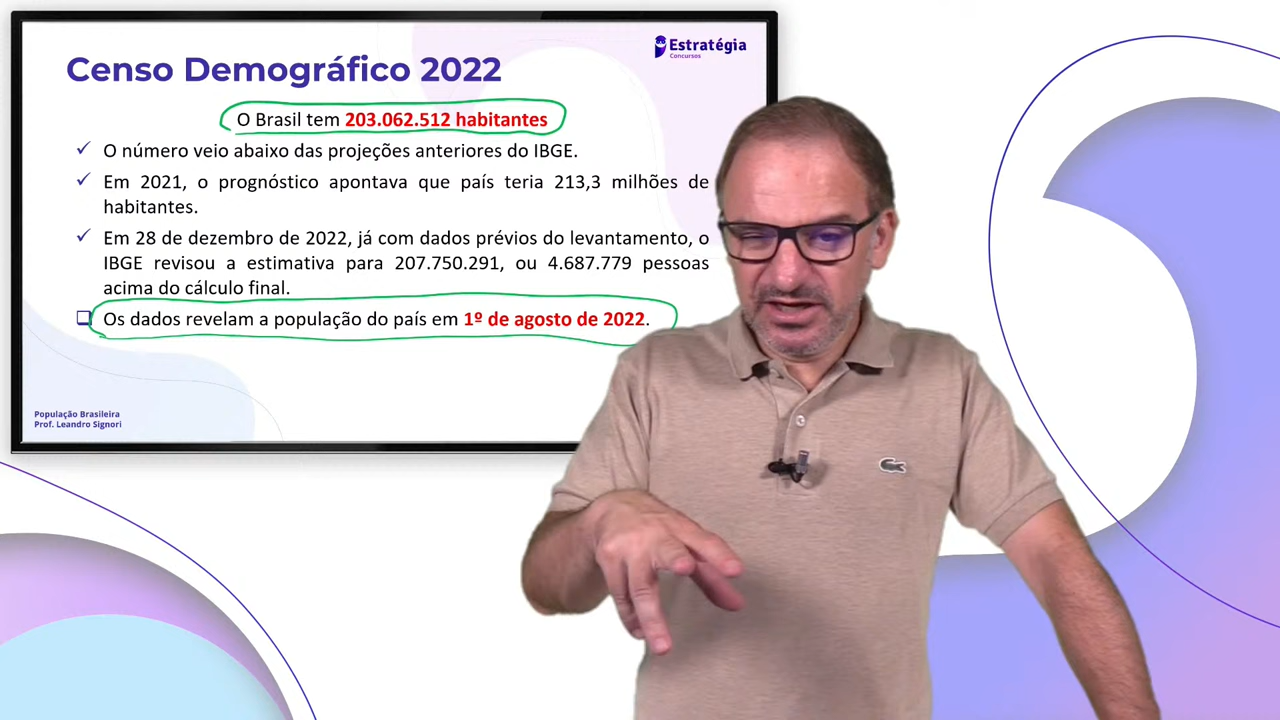 Estratégia
Concursos
Censo Demográfico 2022
O Brasil tem 203.062.512 habitantes
O número veio abaixo das projeções anteriores do IBGE.
Em 2021, o prognóstico apontava que país teria 213,3 milhões de
habitantes.
Em 28 de dezembro de 2022, já com dados prévios do levantamento, o
IBGE revisou a estimativa para 207.750.291, ou 4.687.779 pessoas
acima do cálculo final.
Os dados revelam a população do país em 1º de agosto de 2022.
População Brasileira
Prof. Leandro Signori